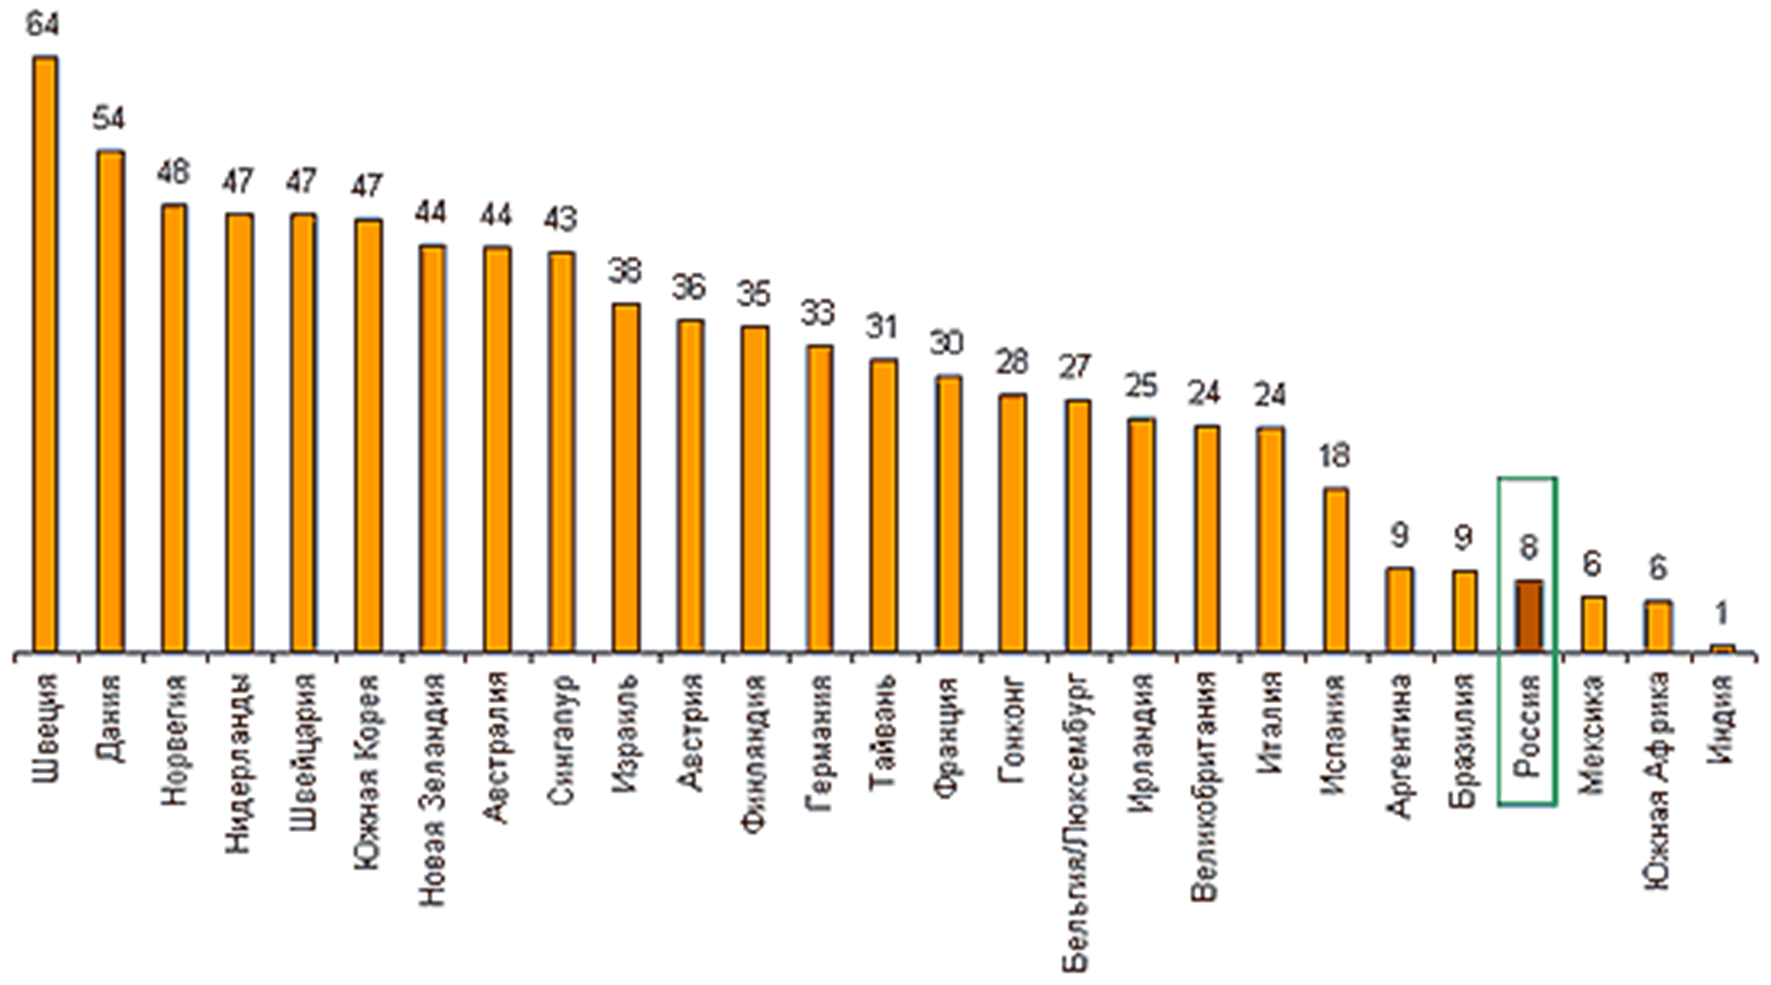 64
54
48
47
47
47
44
44
43
38
36
35
33
31
30
28
27
25
24
24
18
9
9
8
6
6
1
Швеция
Дания
Норвегия
Нидерланды
Швейцария
Южная Корея
Новая Зеландия
Австралия
Сингапур
Израиль
Австрия
Финляндия
Германия
Тайвань
Франция
Гонконг
Бельгия/Люксембург
Ирландия
Великобритания
Италия
Испания
Аргентина
Бразилия
Россия
Мексика
Южная Африка
Индия